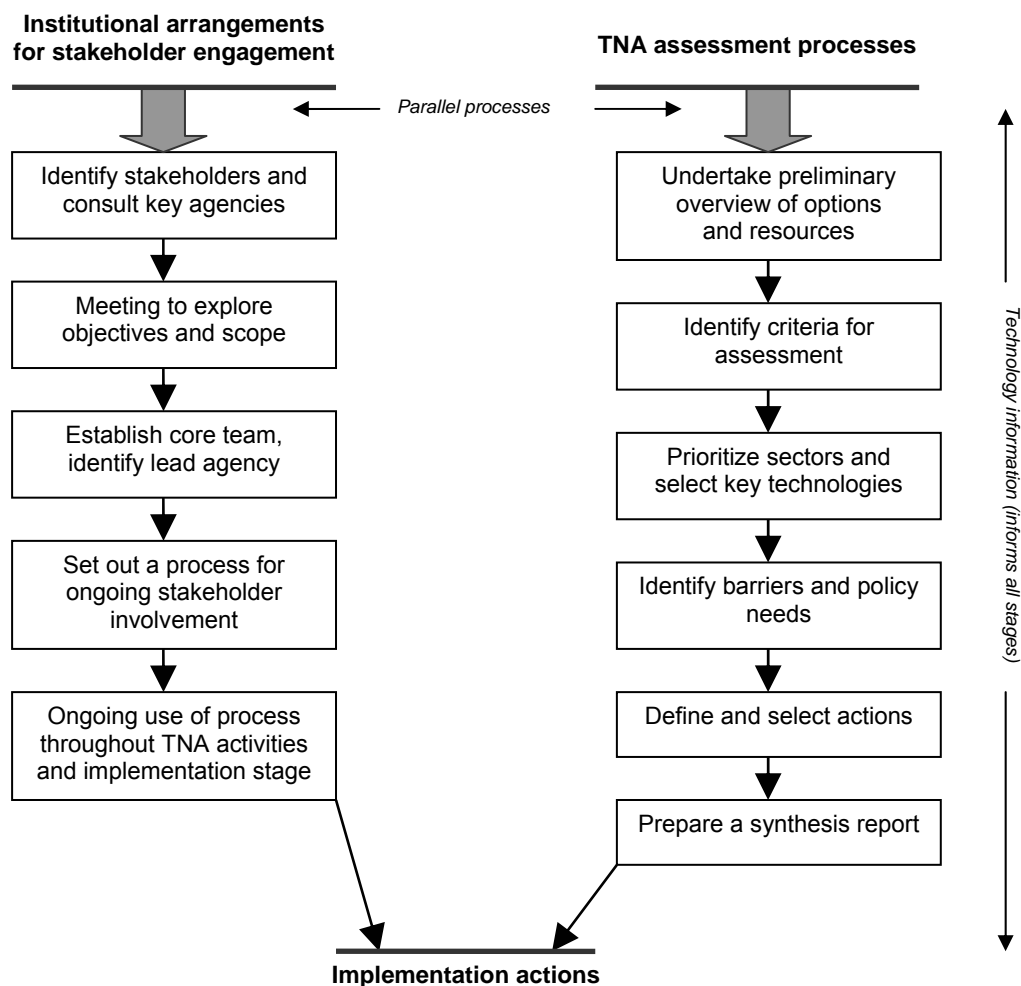 Institutional arrangements
for stakeholder engagement
TNA assessment processes
Parallel processes
Identify stakeholders and
consult key agencies
Meeting to explore
objectives and scope
Establish core team,
identify lead agency
Set out a process for
ongoing stakeholder
involvement
Ongoing use of process
throughout TNA activities
and implementation stage
Undertake preliminary
overview of options
and resources
Identify criteria for
assessment
Prioritize sectors and
select key technologies
Identify barriers and policy
needs
Define and select actions
Prepare a synthesis report
Technology information (informs all stages)
Implementation actions